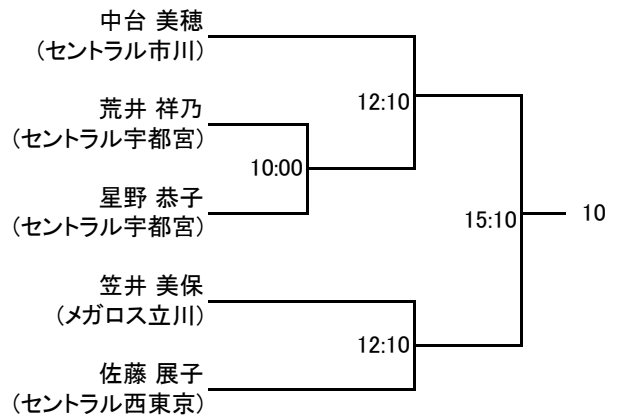 中台 美穂
(セントラル市川)
12:10
荒井 祥乃
(セントラル宇都宮)
10:00
星野 恭子
(セントラル宇都宮)
15:10
10
笠井 美保
(メガロス立川)
12:10
佐藤 展子
(セントラル西東京)